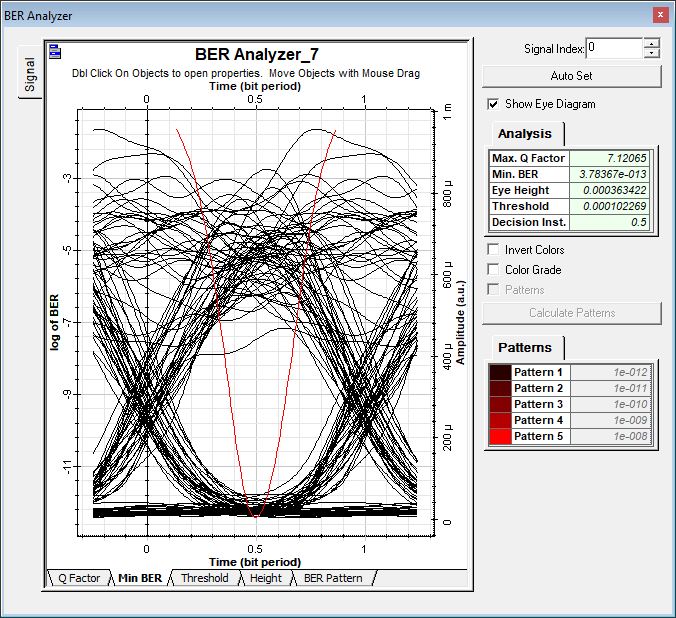 BER Analyzer
x
Signal
BER Analyzer_7
Dbl Click On Objects to open properties. Move Objects with Mouse Drag
Time (bit period)
0 0.5 1
1 m
800 µ
600 µ
400 µ
200 µ
0
Amplitude (a.u.)
-3
-5
-7
-9
-11
log of BER
0 0.5 1
Time (bit period)
Q Factor Min BER Threshold Height BER Pattern
Signal Index: 0
Auto Set
Show Eye Diagram
Analysis
Max. Q Factor 7.12065
Min. BER 3.78367e-013
Eye Height 0.000363422
Threshold 0.000102269
Decision Inst. 0.5
Invert Colors
Color Grade
Patterns
Calculate Patterns
Patterns
Pattern 1 1e-012
Pattern 2 1e-011
Pattern 3 1e-010
Pattern 4 1e-009
Pattern 5 1e-008